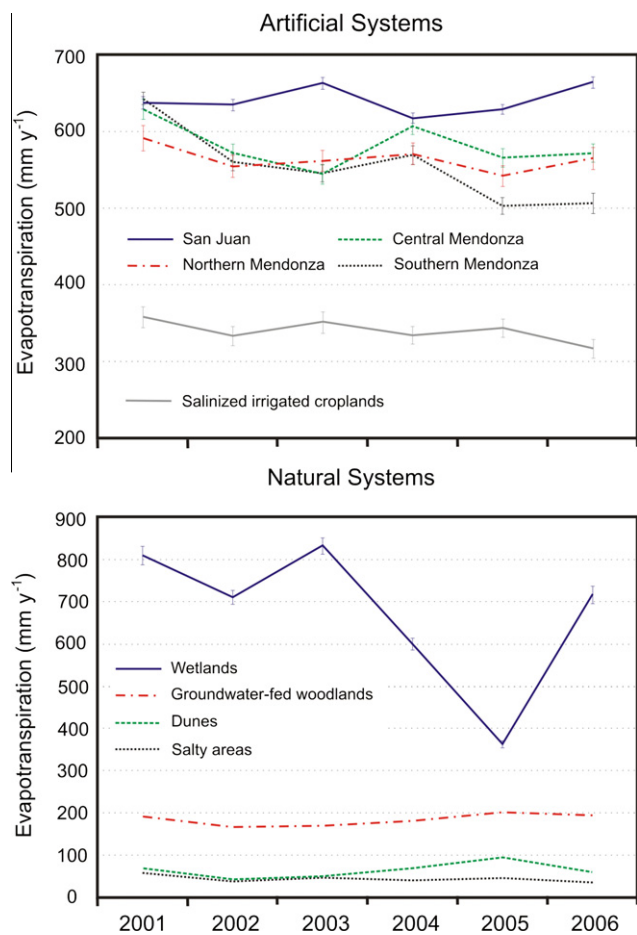 Artificial Systems
700
600
500
400
300
200
Evapotranspiration (mm y⁻¹)
San Juan
Central Mendonza
Northern Mendonza
Southern Mendonza
Salinized irrigated croplands
Natural Systems
900
800
700
600
500
400
300
200
100
0
Evapotranspiration (mm y⁻¹)
Wetlands
Groundwater-fed woodlands
Dunes
Salty areas
2001 2002 2003 2004 2005 2006